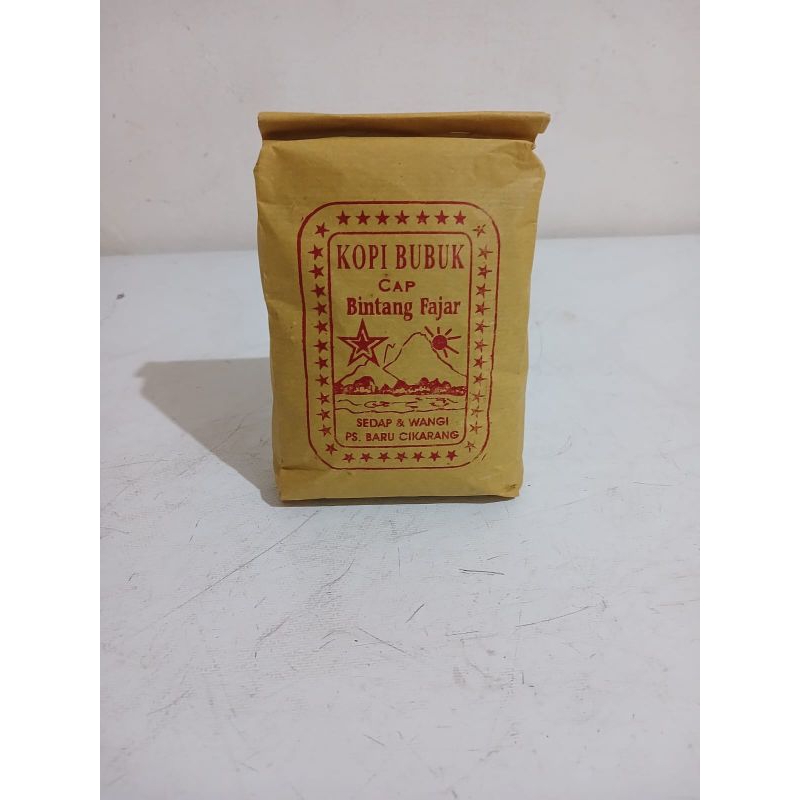 KOPI BUBUK
CAP
Bintang Fajar
SEDAP & WANGI
PS. BARU CIKARANG